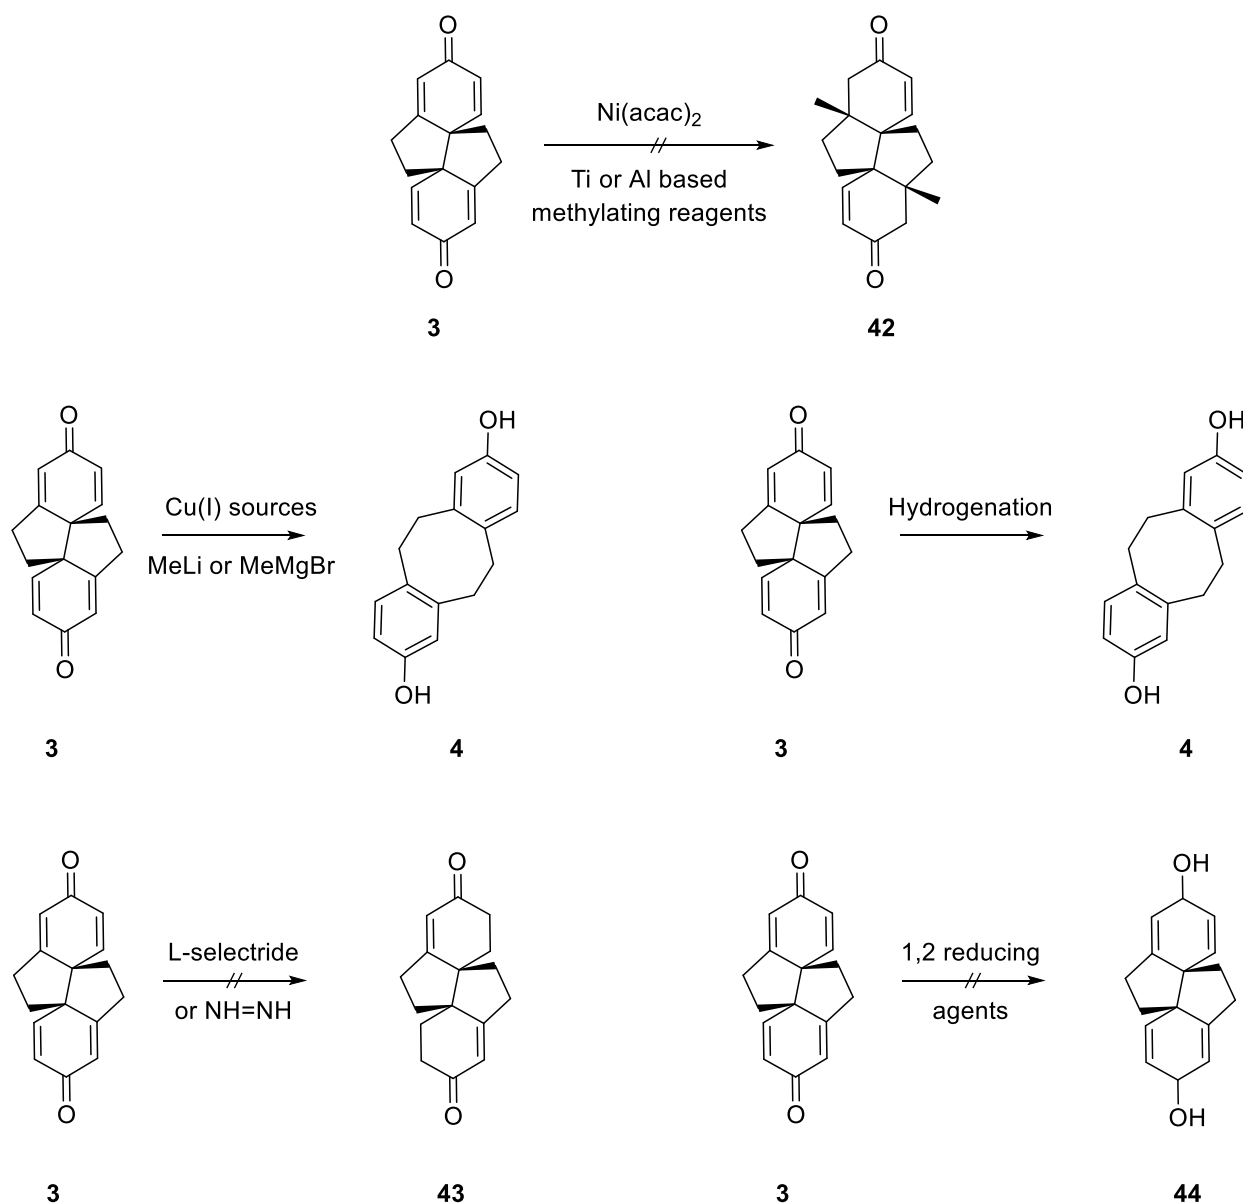 O
O
Ni(acac)2
Ti or Al based
methylating reagents
O
O
3
42
O
OH
O
OH
Cu(I) sources
MeLi or MeMgBr
Hydrogenation
O
OH
O
OH
3
4
3
4
O
O
O
OH
L-selectride
or NH=NH
1,2 reducing
agents
O
O
O
OH
3
43
3
44